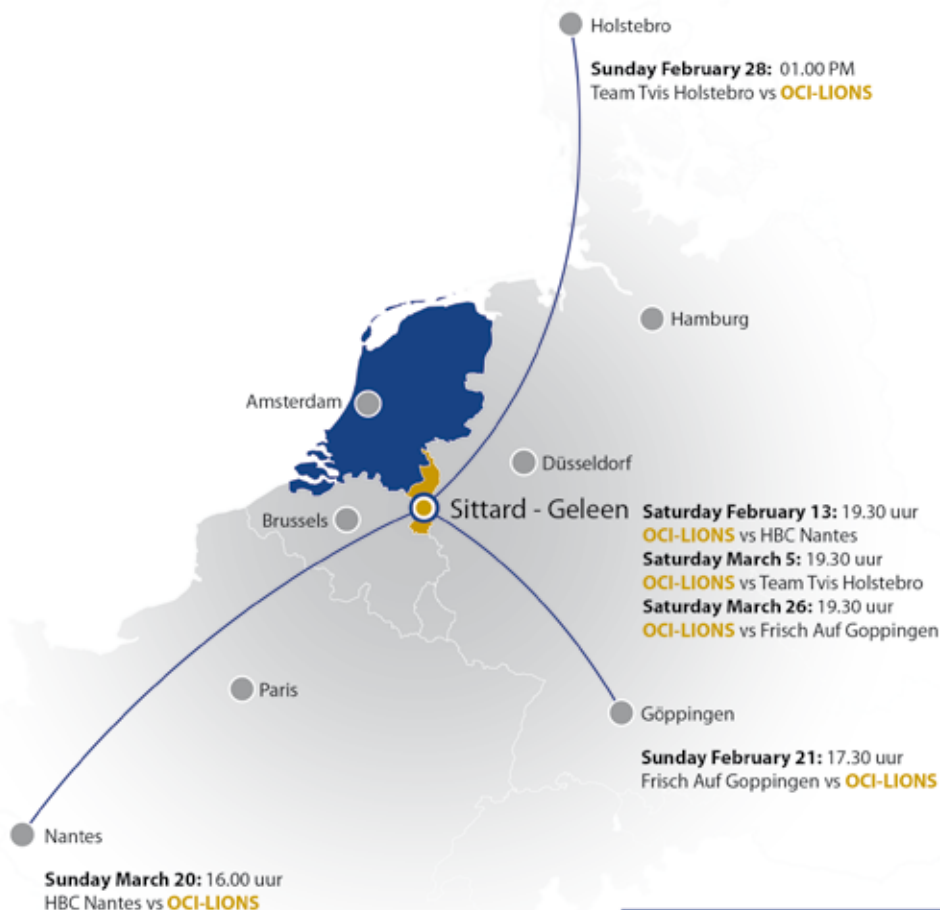 Holstebro
Sunday February 28: 01.00 PM
Team Tvis Holstebro vs OCI-LIONS
Hamburg
Amsterdam
Düsseldorf
Sittard - Geleen
Brussels
Saturday February 13: 19.30 uur
OCI-LIONS vs HBC Nantes
Saturday March 5: 19.30 uur
OCI-LIONS vs Team Tvis Holstebro
Saturday March 26: 19.30 uur
OCI-LIONS vs Frisch Auf Goppingen
Paris
Göppingen
Sunday February 21: 17.30 uur
Frisch Auf Goppingen vs OCI-LIONS
Nantes
Sunday March 20: 16.00 uur
HBC Nantes vs OCI-LIONS